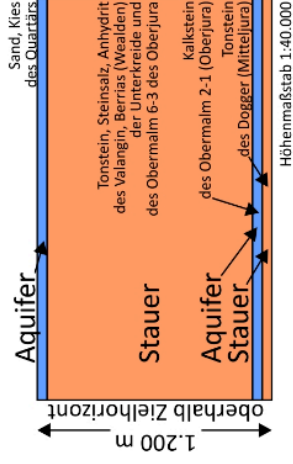 Sand, Kies
des Quartärs
Aquifer
Tonstein, Steinsalz, Anhydrit
des Valangin, Berrias (Wealden)
der Unterkreide und
des Obermalm 6-3 des Oberjura
Stauer
Kalkstein
des Obermalm 2-1 (Oberjura)
Aquifer
Tonstein
des Dogger (Mitteljura)
Stauer
Höhenmaßstab 1:40.000
1.200 m
oberhalb Zielhorizont